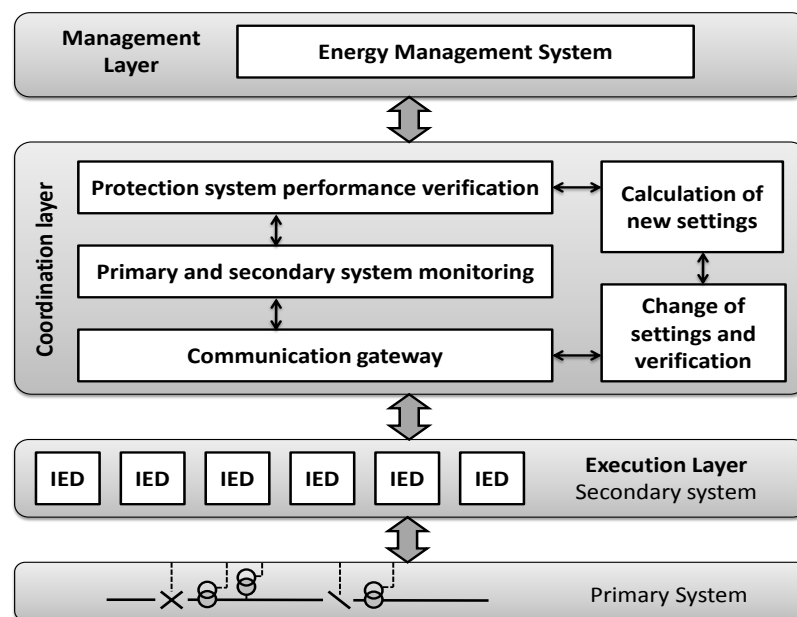 Management
Layer
Energy Management System
Coordination layer
Protection system performance verification
Calculation of
new settings
Primary and secondary system monitoring
Change of
settings and
verification
Communication gateway
IED
IED
IED
IED
IED
IED
Execution Layer
Secondary system
Primary System